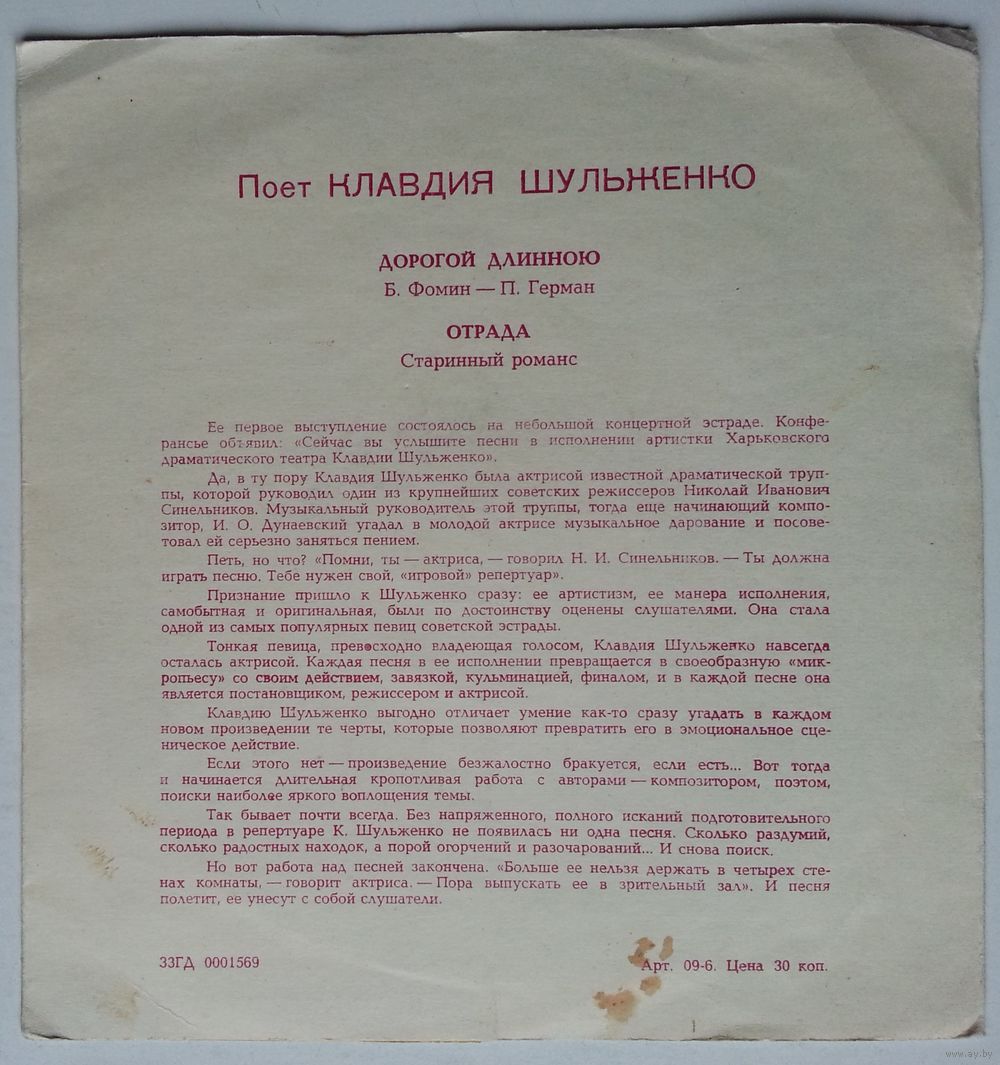 Поет КЛАВДИЯ ШУЛЬЖЕНКО
ДОРОГОЙ ДЛИННОЮ
Б. Фомин — П. Герман
ОТРАДА
Старинный романс
Ее первое выступление состоялось на небольшой концертной эстраде. Конфе-
рансье объявил: «Сейчас вы услышите песни в исполнении артистки Харьковского
драматического театра Клавдии Шульженко».
Да, в ту пору Клавдия Шульженко была актрисой известной драматической труп-
пы, которой руководил один из крупнейших советских режиссеров Николай Иванович
Синельников. Музыкальный руководитель этой труппы, тогда еще начинающий компо-
зитор, И. О. Дунаевский угадал в молодой актрисе музыкальное дарование и посове-
товал ей серьезно заняться пением.
Петь, но что? «Помни, ты — актриса, — говорил Н. И. Синельников. — Ты должна
играть песню. Тебе нужен свой, «игровой» репертуар».
Признание пришло к Шульженко сразу: ее артистизм, ее манера исполнения,
самобытная и оригинальная, были по достоинству оценены слушателями. Она стала
одной из самых популярных певиц советской эстрады.
Тонкая певица, превосходно владеющая голосом, Клавдия Шульженко навсегда
осталась актрисой. Каждая песня в ее исполнении превращается в своеобразную «мик-
ропьесу» со своим действием, завязкой, кульминацией, финалом, и в каждой песне она
является постановщиком, режиссером и актрисой.
Клавдию Шульженко выгодно отличает умение как-то сразу угадать в каждом
новом произведении те черты, которые позволяют превратить его в эмоциональное сце-
ническое действие.
Если этого нет — произведение безжалостно бракуется, если есть... Вот тогда
и начинается длительная кропотливая работа с авторами — композитором, поэтом,
поиски наиболее яркого воплощения темы.
Так бывает почти всегда. Без напряженного, полного исканий подготовительного
периода в репертуаре К. Шульженко не появилась ни одна песня. Сколько раздумий,
сколько радостных находок, а порой огорчений и разочарований... И снова поиск.
Но вот работа над песней закончена. «Больше ее нельзя держать в четырех сте-
нах комнаты, — говорит актриса. — Пора выпускать ее в зрительный зал». И песня
полетит, ее унесут с собой слушатели.
33ГД 0001569
Арт. 09-6. Цена 30 коп.
www.ay.by